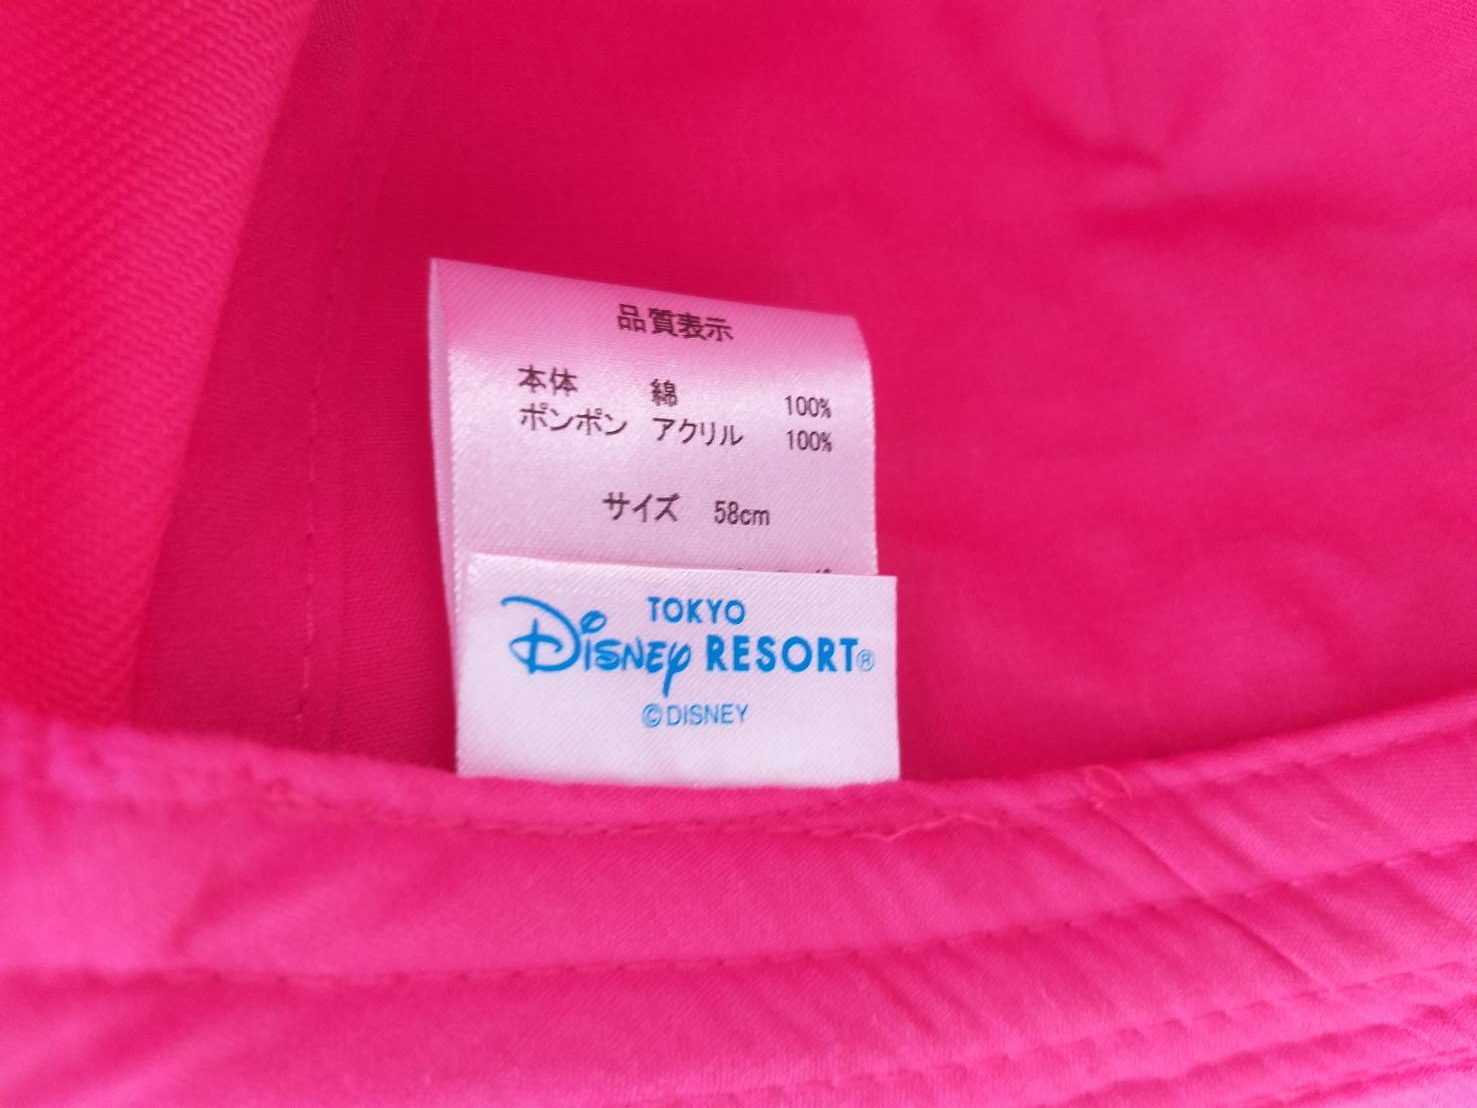 品質表示
本体 綿 100%
ポンポン アクリル 100%
サイズ 58cm
TOKYO
Disney RESORT®
©DISNEY